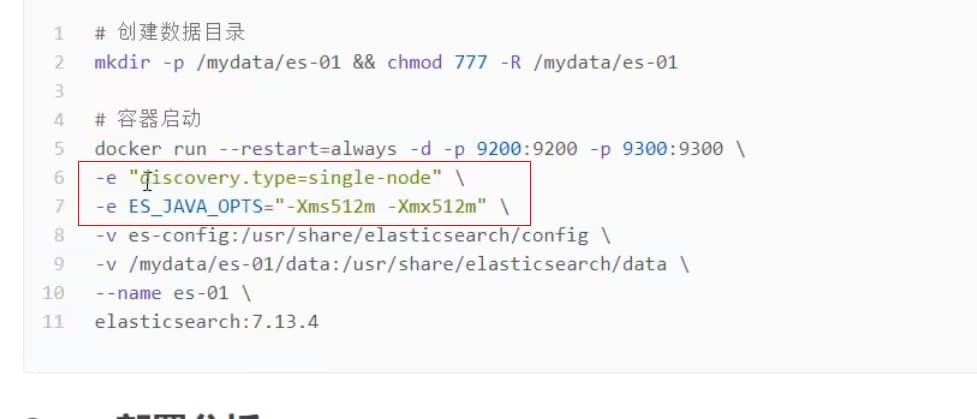 1 # 创建数据目录
2 mkdir -p /mydata/es-01 && chmod 777 -R /mydata/es-01
3
4 # 容器启动
5 docker run --restart=always -d -p 9200:9200 -p 9300:9300 \
6 -e "discovery.type=single-node" \
7 -e ES_JAVA_OPTS="-Xms512m -Xmx512m" \
8 -v es-config:/usr/share/elasticsearch/config \
9 -v /mydata/es-01/data:/usr/share/elasticsearch/data \
10 --name es-01 \
11 elasticsearch:7.13.4